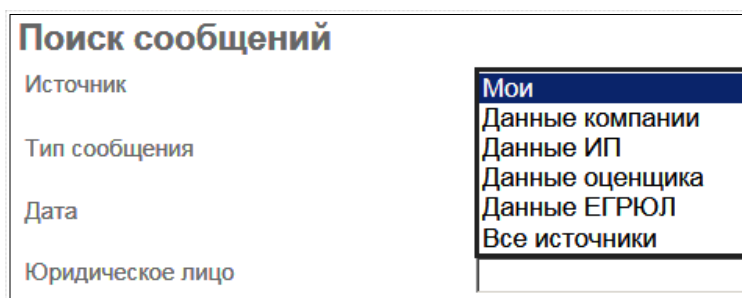 Поиск сообщений
Источник
Мои
Данные компании
Тип сообщения
Данные ИП
Данные оценщика
Дата
Данные ЕГРЮЛ
Все источники
Юридическое лицо